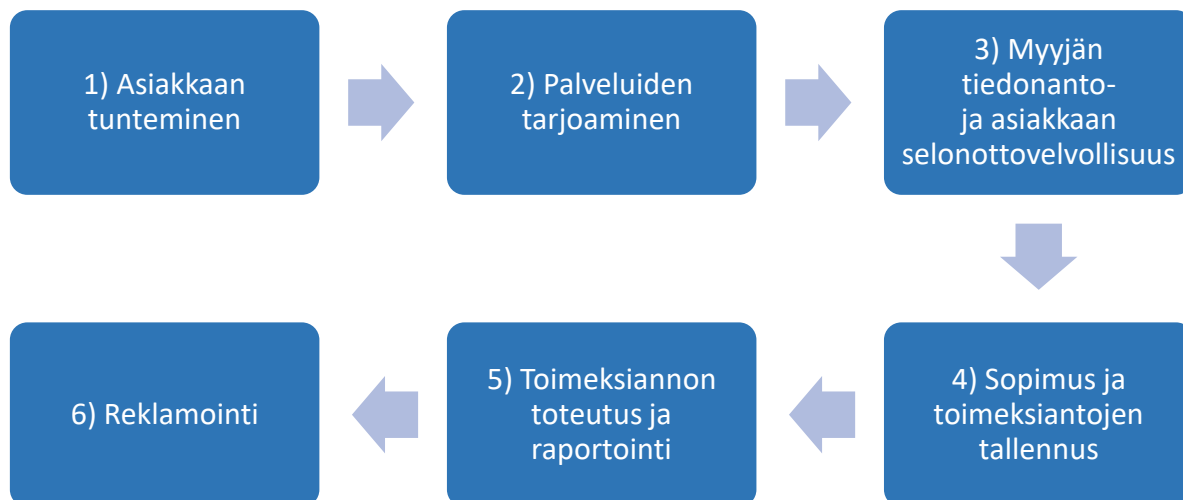 1) Asiakkaan
tunteminen
2) Palveluiden
tarjoaminen
3) Myyjän
tiedonanto-
ja asiakkaan
selonottovelvollisuus
4) Sopimus ja
toimeksiantojen
tallennus
5) Toimeksiannon
toteutus ja
raportointi
6) Reklamointi